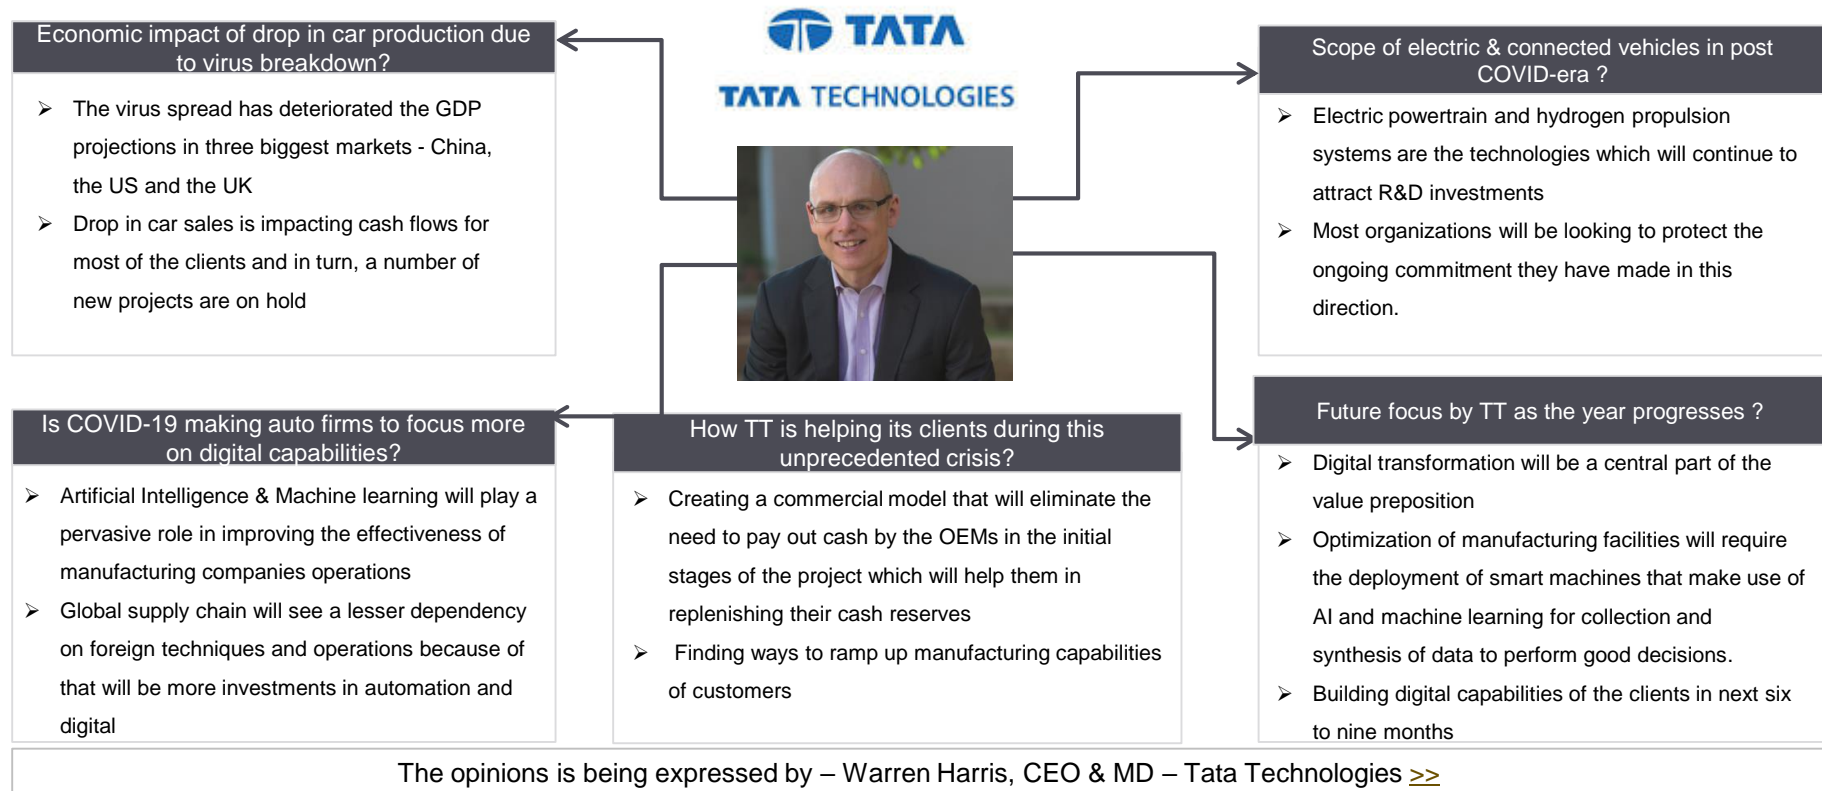 TATA
TATA TECHNOLOGIES
Economic impact of drop in car production due
to virus breakdown?
➢ The virus spread has deteriorated the GDP
projections in three biggest markets - China,
the US and the UK
➢ Drop in car sales is impacting cash flows for
most of the clients and in turn, a number of
new projects are on hold
Scope of electric & connected vehicles in post
COVID-era ?
➢ Electric powertrain and hydrogen propulsion
systems are the technologies which will continue to
attract R&D investments
➢ Most organizations will be looking to protect the
ongoing commitment they have made in this
direction.
Is COVID-19 making auto firms to focus more
on digital capabilities?
➢ Artificial Intelligence & Machine learning will play a
pervasive role in improving the effectiveness of
manufacturing companies operations
➢ Global supply chain will see a lesser dependency
on foreign techniques and operations because of
that will be more investments in automation and
digital
How TT is helping its clients during this
unprecedented crisis?
➢ Creating a commercial model that will eliminate the
need to pay out cash by the OEMs in the initial
stages of the project which will help them in
replenishing their cash reserves
➢ Finding ways to ramp up manufacturing capabilities
of customers
Future focus by TT as the year progresses ?
➢ Digital transformation will be a central part of the
value preposition
➢ Optimization of manufacturing facilities will require
the deployment of smart machines that make use of
AI and machine learning for collection and
synthesis of data to perform good decisions.
➢ Building digital capabilities of the clients in next six
to nine months
The opinions is being expressed by – Warren Harris, CEO & MD – Tata Technologies >>